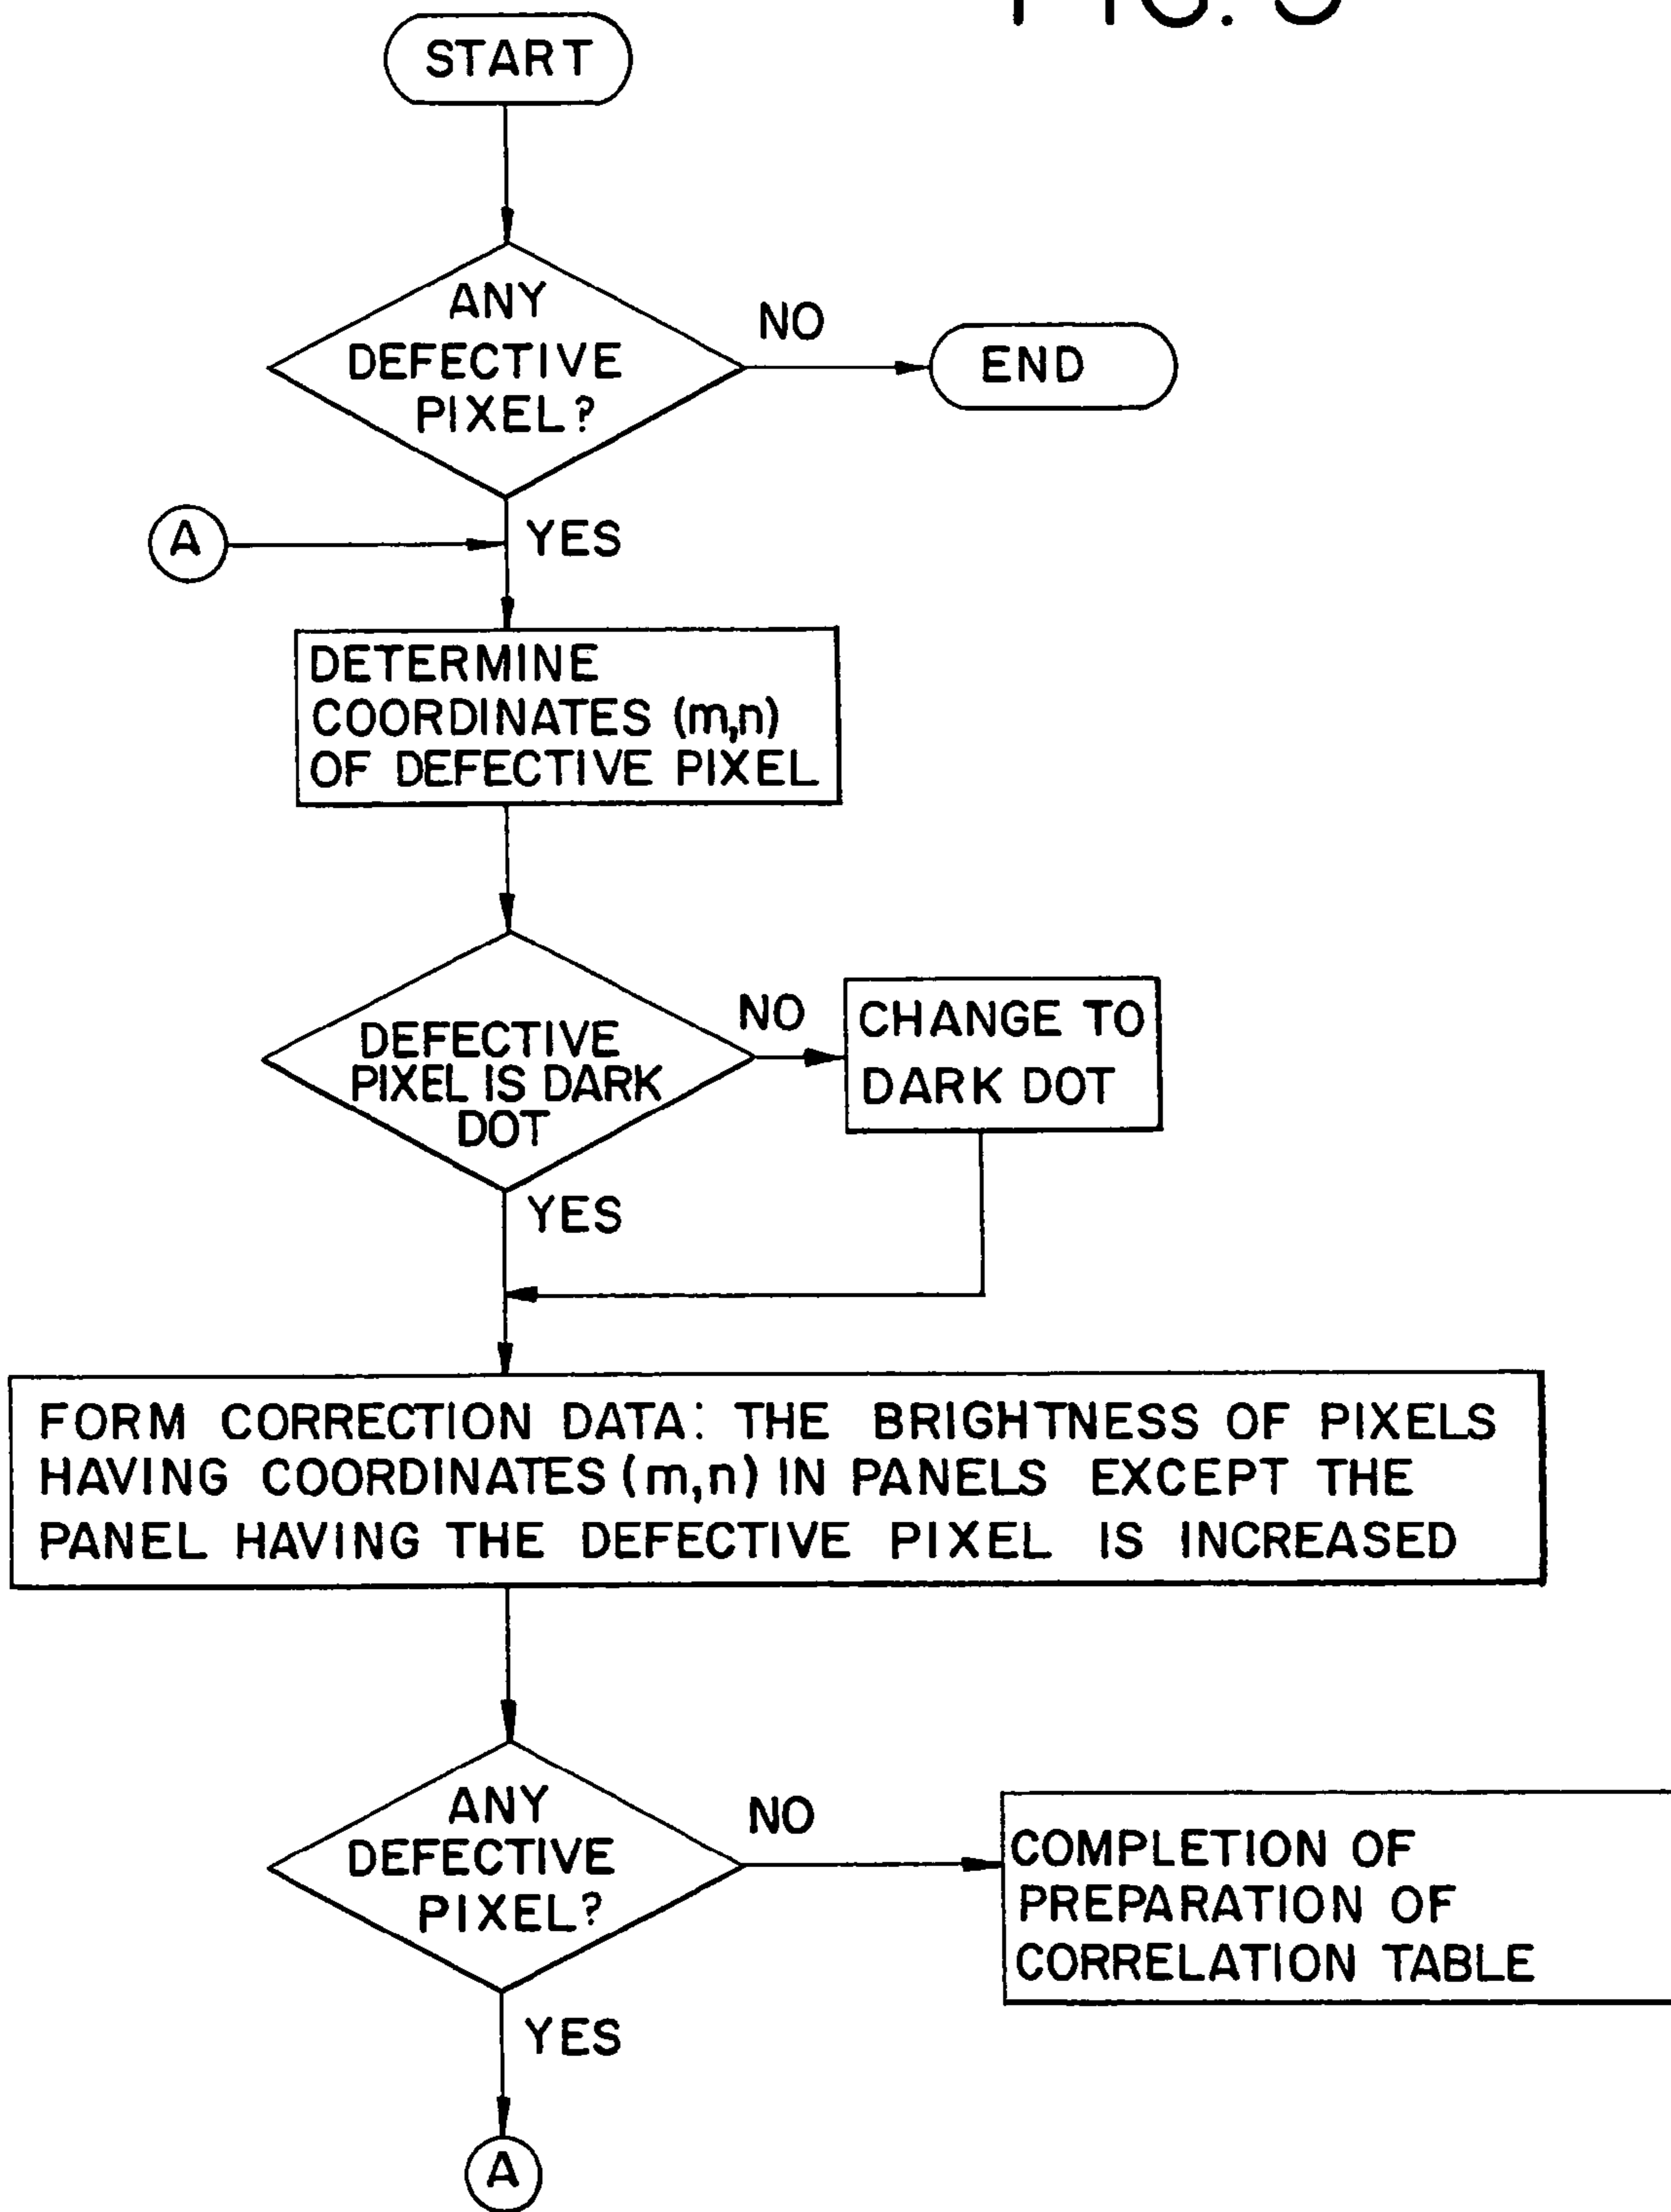 START
ANY
DEFECTIVE
PIXEL?
NO
END
A
YES
DETERMINE
COORDINATES (m,n)
OF DEFECTIVE PIXEL
DEFECTIVE
PIXEL IS DARK
DOT
NO
CHANGE TO
DARK DOT
YES
FORM CORRECTION DATA: THE BRIGHTNESS OF PIXELS
HAVING COORDINATES (m,n) IN PANELS EXCEPT THE
PANEL HAVING THE DEFECTIVE PIXEL IS INCREASED
ANY
DEFECTIVE
PIXEL?
NO
COMPLETION OF
PREPARATION OF
CORRELATION TABLE
YES
A